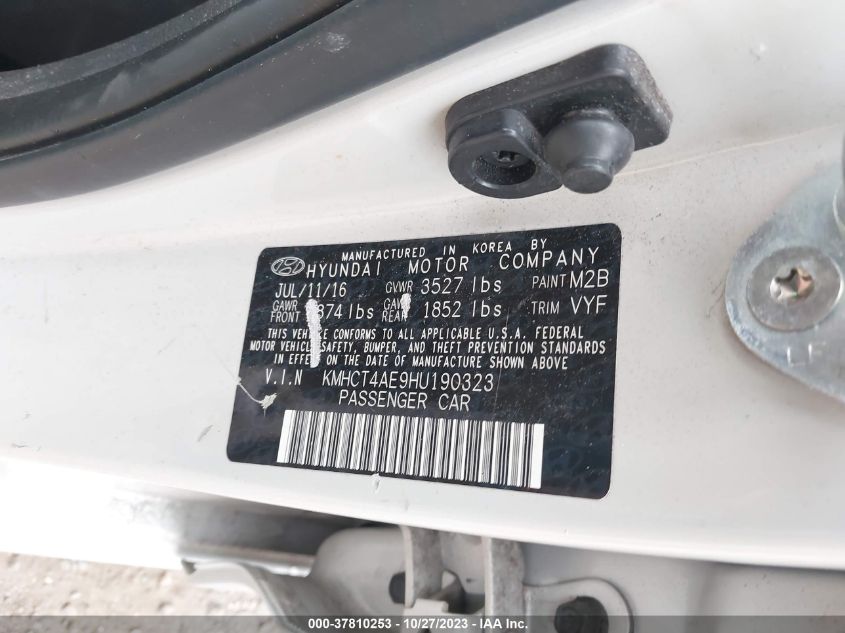 MANUFACTURED IN KOREA BY
HYUNDAI MOTOR COMPANY
JUL/11/16 GVWR 3527 lbs PAINT M2B
GAWR FRONT 874 lbs GAWR REAR 1852 lbs TRIM VYF
THIS VEHICLE CONFORMS TO ALL APPLICABLE U.S.A. FEDERAL
MOTOR VEHICLE SAFETY, BUMPER, AND THEFT PREVENTION STANDARDS
IN EFFECT ON THE DATE OF MANUFACTURE SHOWN ABOVE
V.I.N KMHCT4AE9HU190323
PASSENGER CAR
LF
000-37810253 - 10/27/2023 - IAA Inc.